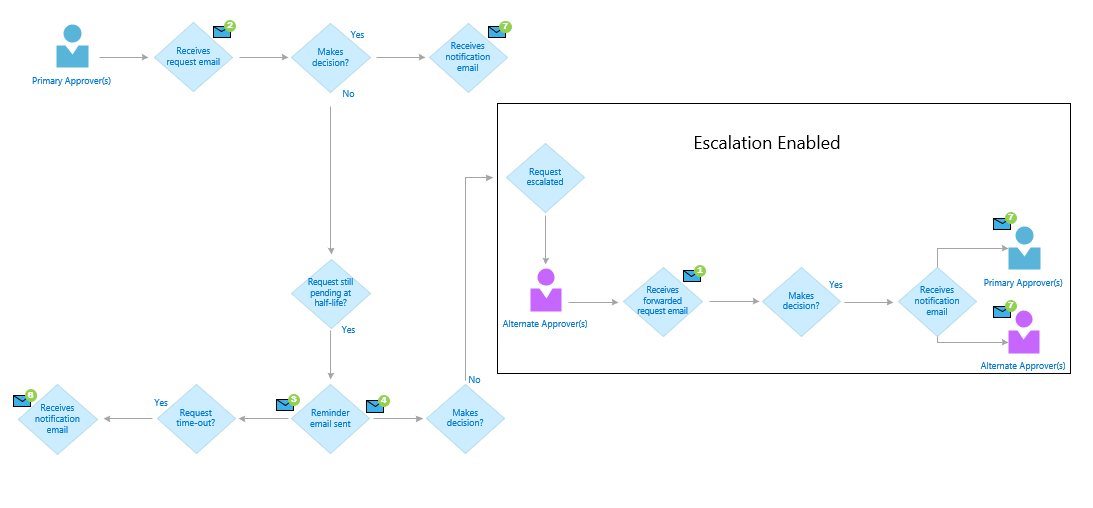 2
7
Yes
Receives
request email
Makes
decision?
Receives
notification
email
Primary Approver(s)
No
Escalation Enabled
Request
escalated
7
Request still
pending at
half-life?
1
Primary Approver(s)
Receives
forwarded
request email
Makes
decision?
Yes
Receives
notification
email
7
Alternate Approver(s)
Yes
Alternate Approver(s)
No
6
Receives
notification
email
Yes
Request
time-out?
3
Reminder
email sent
4
Makes
decision?